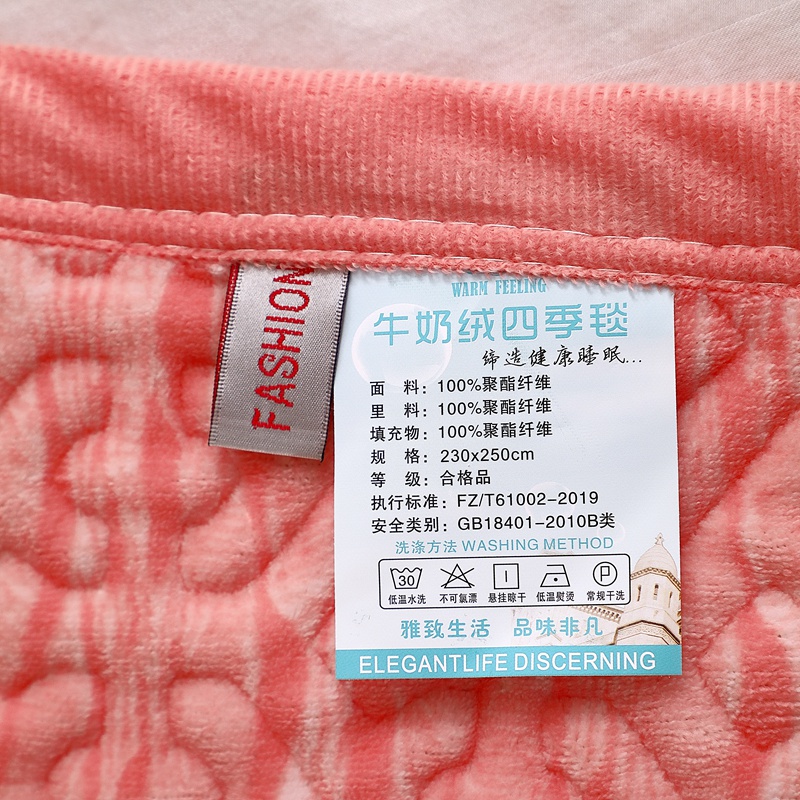 FASHION
WARM FEELING
牛奶绒四季毯
缔造健康睡眠...
面 料：100%聚酯纤维
里 料：100%聚酯纤维
填充物：100%聚酯纤维
规 格：230x250cm
等 级：合格品
执行标准：FZ/T61002-2019
安全类别：GB18401-2010B类
洗涤方法 WASHING METHOD
30 P
低温水洗 不可氯漂 悬挂晾干 低温熨烫 常规干洗
雅致生活 品味非凡
ELEGANTLIFE DISCERNING